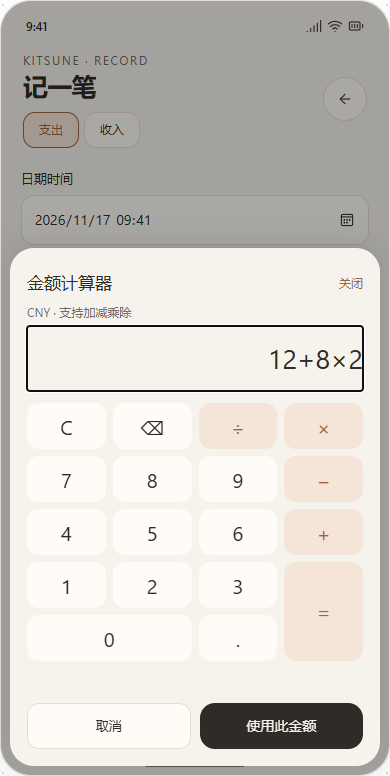 9:41
KITSUNE · RECORD
记一笔
支出 收入
日期时间
2026/11/17 09:41
金额计算器 关闭
CNY · 支持加减乘除
12+8×2
C ⌫ ÷ ×
7 8 9 −
4 5 6 +
1 2 3 =
0 .
取消 使用此金额